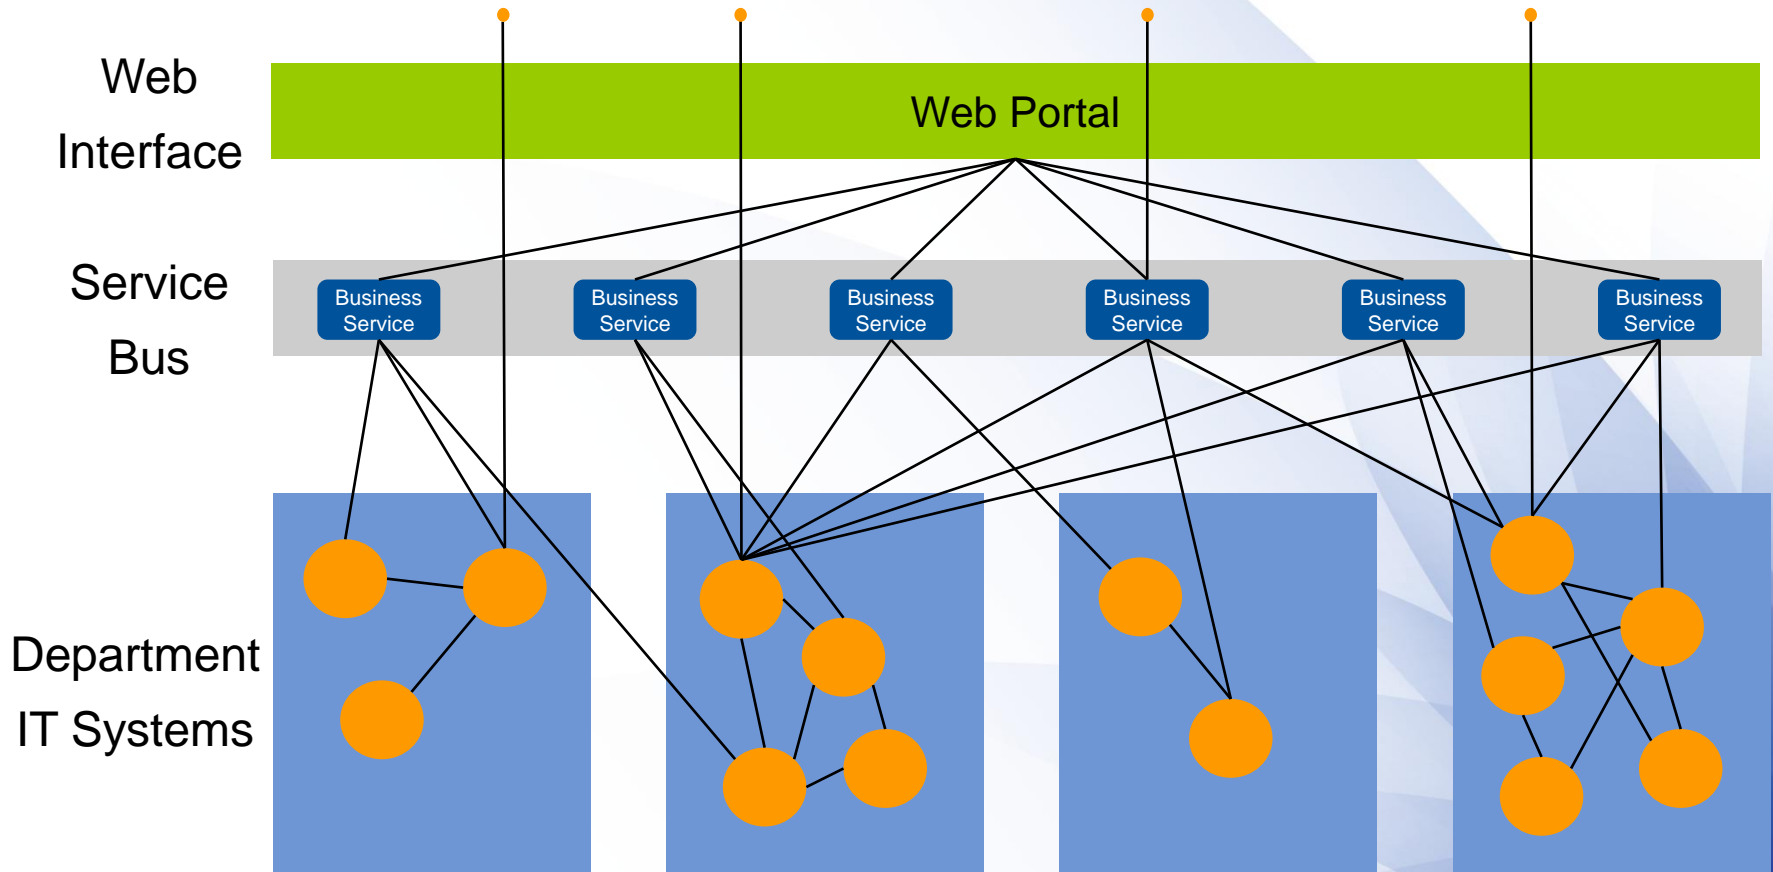 Web
Interface
Web Portal
Service
Bus
Business
Service
Business
Service
Business
Service
Business
Service
Business
Service
Business
Service
Department
IT Systems